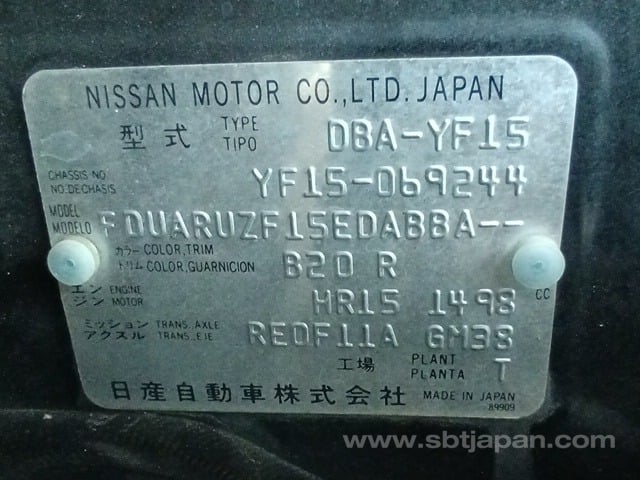 NISSAN MOTOR CO.,LTD. JAPAN
型式 TYPE TIPO DBA-YF15
CHASSIS NO NO.DECHASIS YF15-069244
MODEL MODELO FDUARUZF15EDABBA--
カラー COLOR,TRIM
トリム COLOR,GUARNICION B20 R
エンジン ENGINE MOTOR HR15 1498 CC
ミッション TRANS. AXLE
アクスル TRANS.,EJE RE0F11A GM38
工場 PLANT PLANTA T
日産自動車株式会社 MADE IN JAPAN
89909
www.sbtjapan.com